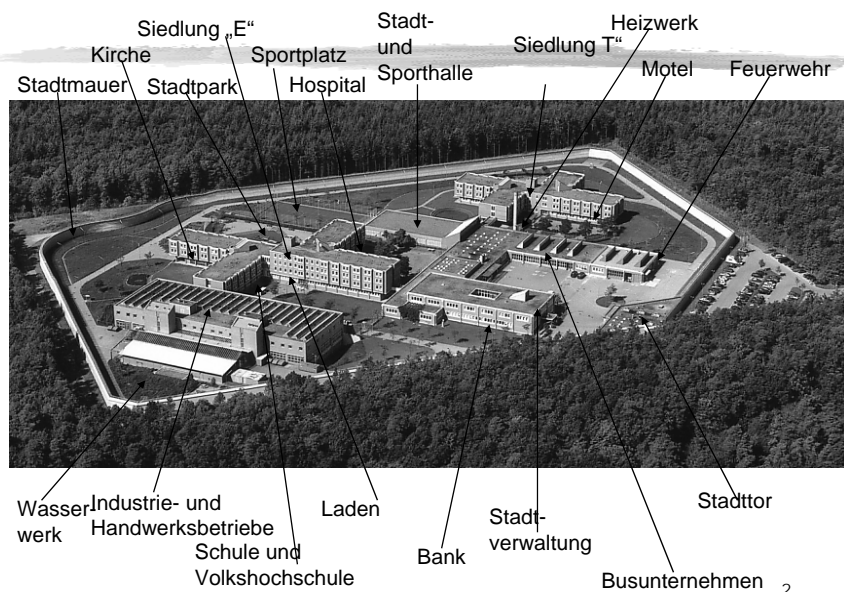 Siedlung „E“
Kirche
Stadtmauer
Stadtpark
Sportplatz
Hospital
Stadt-
und
Sporthalle
Siedlung T“
Heizwerk
Motel
Feuerwehr
Wasser-
werk
Industrie- und
Handwerksbetriebe
Schule und
Volkshochschule
Laden
Bank
Stadt-
verwaltung
Busunternehmen
Stadttor
2